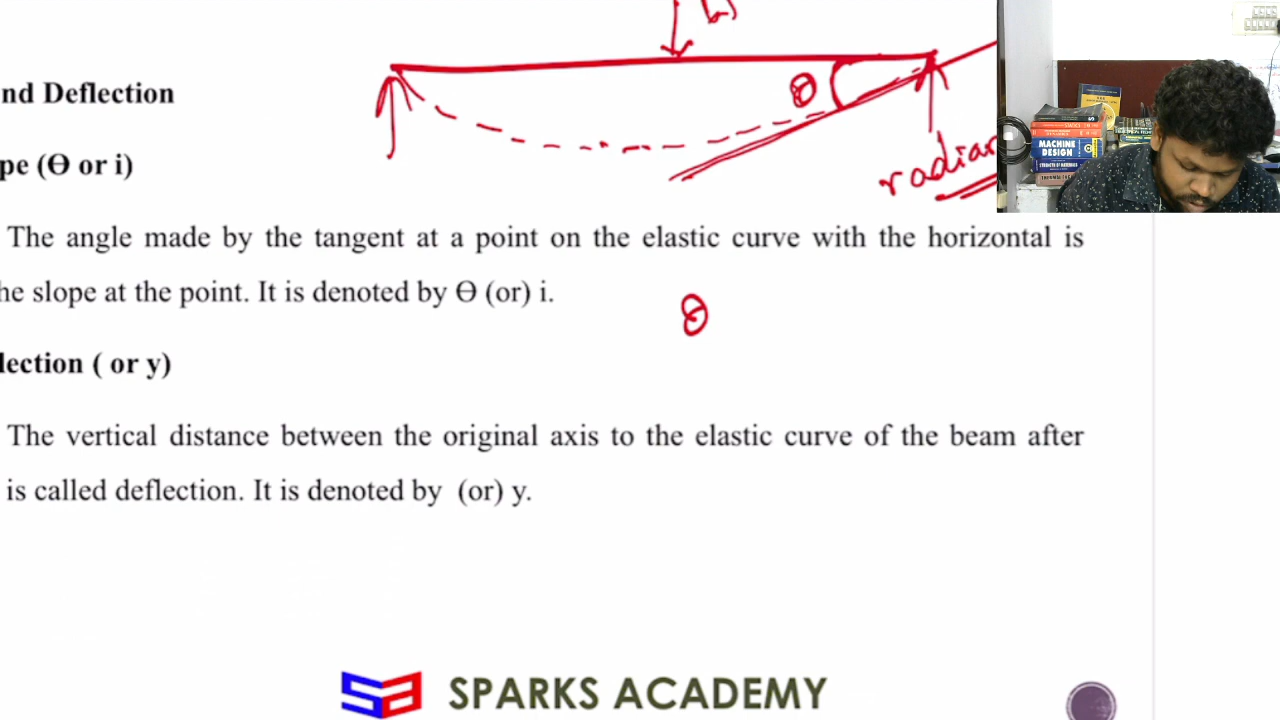 nd Deflection
θ
pe (Ɵ or i)
radian
The angle made by the tangent at a point on the elastic curve with the horizontal is
he slope at the point. It is denoted by Ɵ (or) i.
θ
lection ( or y)
The vertical distance between the original axis to the elastic curve of the beam after
is called deflection. It is denoted by (or) y.
SPARKS ACADEMY
MACHINE
DESIGN
STRENGTH OF MATERIALS